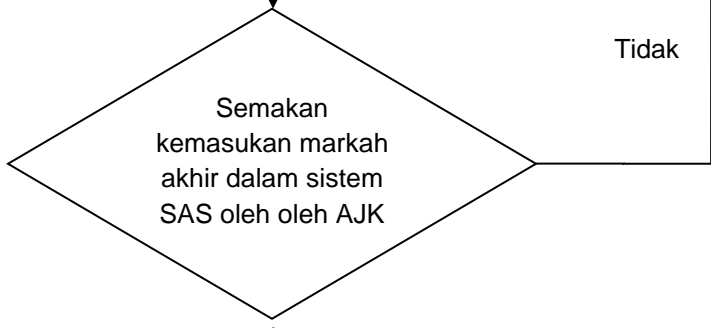 Tidak
Semakan
kemasukan markah
akhir dalam sistem
SAS oleh oleh AJK